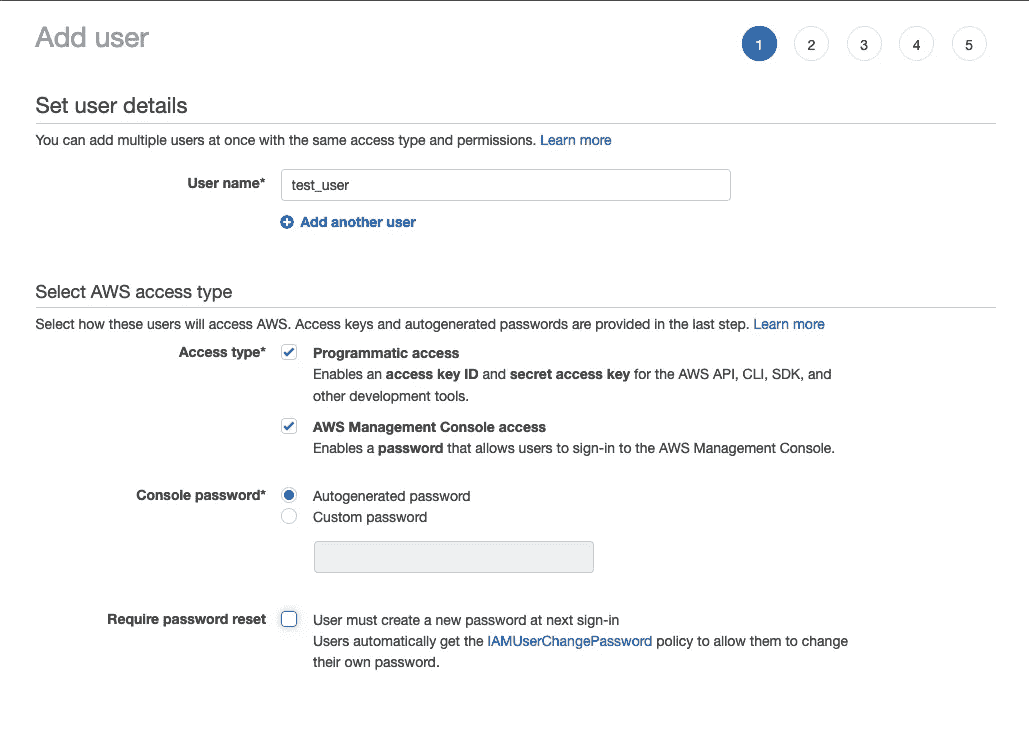 Add user
1 2 3 4 5
Set user details
You can add multiple users at once with the same access type and permissions. Learn more
User name* test_user
Add another user
Select AWS access type
Select how these users will access AWS. Access keys and autogenerated passwords are provided in the last step. Learn more
Access type* Programmatic access
Enables an access key ID and secret access key for the AWS API, CLI, SDK, and
other development tools.
AWS Management Console access
Enables a password that allows users to sign-in to the AWS Management Console.
Console password* Autogenerated password
Custom password
Require password reset User must create a new password at next sign-in
Users automatically get the IAMUserChangePassword policy to allow them to change
their own password.